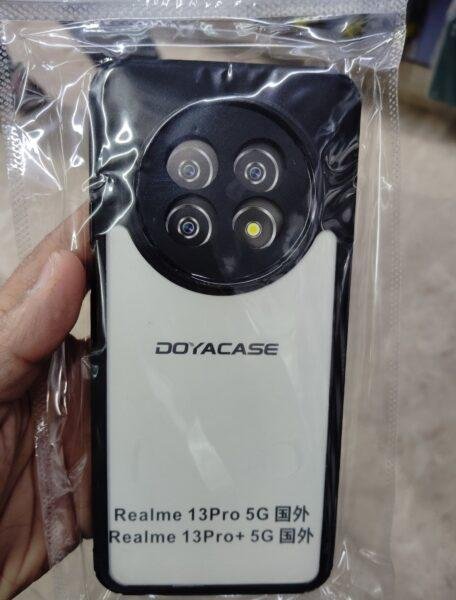 DOYACASE
Realme 13Pro 5G 国外
Realme 13Pro+ 5G 国外